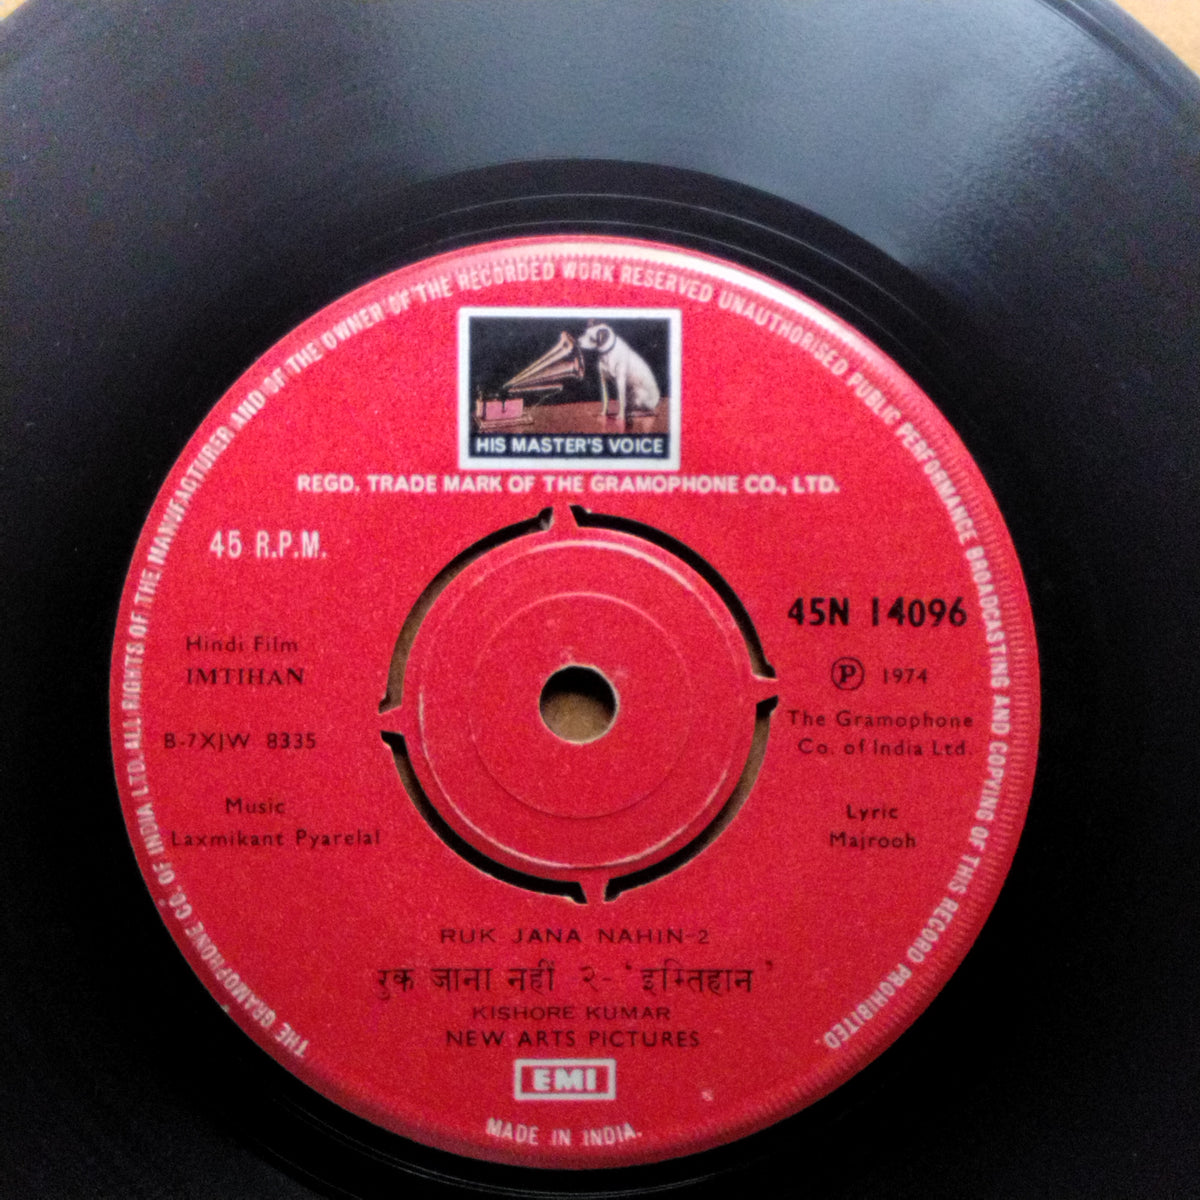 THE GRAMOPHONE CO. OF INDIA LTD. ALL RIGHTS OF THE MANUFACTURER AND OF THE OWNER OF THE RECORDED WORK RESERVED UNAUTHORISED PUBLIC PERFORMANCE BROADCASTING AND COPYING OF THIS RECORD PROHIBITED.
HIS MASTER'S VOICE
REGD. TRADE MARK OF THE GRAMOPHONE CO., LTD.
45 R.P.M.
45N 14096
Hindi Film
IMTIHAN
Ⓟ 1974
B-7XJW 8335
The Gramophone
Co. of India Ltd.
Music
Laxmikant Pyarelal
Lyric
Majrooh
RUK JANA NAHIN-2
रुक जाना नहीं २- 'इम्तिहान'
KISHORE KUMAR
NEW ARTS PICTURES
EMI
MADE IN INDIA.